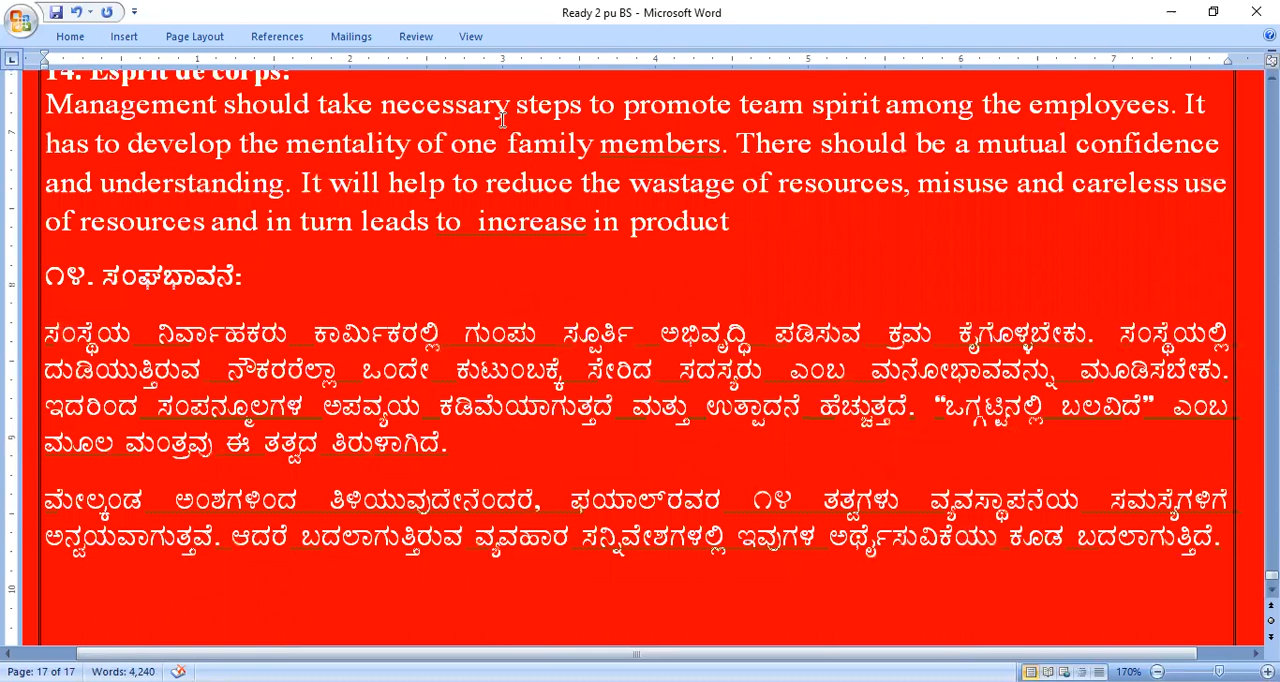 Ready 2 pu BS - Microsoft Word
Home Insert Page Layout References Mailings Review View
1 2 3 4 5 6 7
14. Esprit de corps:
Management should take necessary steps to promote team spirit among the employees. It
has to develop the mentality of one family members. There should be a mutual confidence
and understanding. It will help to reduce the wastage of resources, misuse and careless use
of resources and in turn leads to increase in product
೧೪. ಸಂಘಭಾವನೆ:
ಸಂಸ್ಥೆಯ ನಿರ್ವಾಹಕರು ಕಾರ್ಮಿಕರಲ್ಲಿ ಗುಂಪು ಸ್ಪೂರ್ತಿ ಅಭಿವೃದ್ಧಿ ಪಡಿಸುವ ಕ್ರಮ ಕೈಗೊಳ್ಳಬೇಕು. ಸಂಸ್ಥೆಯಲ್ಲಿ
ದುಡಿಯುತ್ತಿರುವ ನೌಕರರೆಲ್ಲಾ ಒಂದೇ ಕುಟುಂಬಕ್ಕೆ ಸೇರಿದ ಸದಸ್ಯರು ಎಂಬ ಮನೋಭಾವವನ್ನು ಮೂಡಿಸಬೇಕು.
ಇದರಿಂದ ಸಂಪನ್ಮೂಲಗಳ ಅಪವ್ಯಯ ಕಡಿಮೆಯಾಗುತ್ತದೆ ಮತ್ತು ಉತ್ಪಾದನೆ ಹೆಚ್ಚುತ್ತದೆ. “ಒಗ್ಗಟ್ಟಿನಲ್ಲಿ ಬಲವಿದೆ” ಎಂಬ
ಮೂಲ ಮಂತ್ರವು ಈ ತತ್ವದ ತಿರುಳಾಗಿದೆ.
ಮೇಲ್ಕಂಡ ಅಂಶಗಳಿಂದ ತಿಳಿಯುವುದೇನೆಂದರೆ, ಫಯಾಲ್‌ರವರ ೧೪ ತತ್ವಗಳು ವ್ಯವಸ್ಥಾಪನೆಯ ಸಮಸ್ಯೆಗಳಿಗೆ
ಅನ್ವಯವಾಗುತ್ತವೆ. ಆದರೆ ಬದಲಾಗುತ್ತಿರುವ ವ್ಯವಹಾರ ಸನ್ನಿವೇಶಗಳಲ್ಲಿ ಇವುಗಳ ಅರ್ಥೈಸುವಿಕೆಯು ಕೂಡ ಬದಲಾಗುತ್ತಿದೆ.
Page: 17 of 17 Words: 4,240 170%